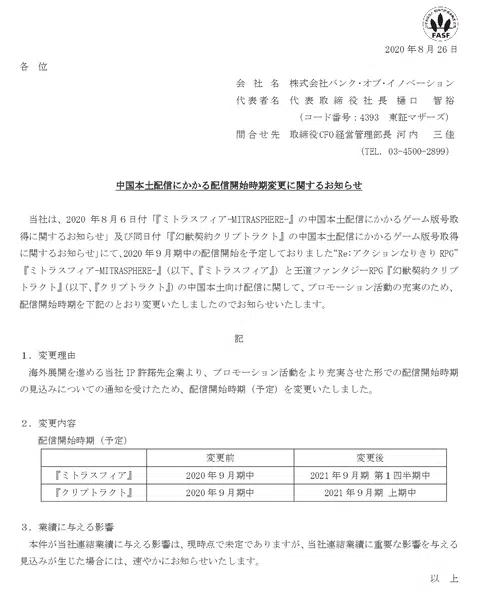 FASF
2020年8月26日
各 位
会 社 名 株式会社バンク・オブ・イノベーション
代表者名 代 表 取 締 役 社 長 樋口 智裕
（コード番号：4393 東証マザーズ）
問合せ先 取締役CFO経営管理部長 河内 三佳
（TEL. 03-4500-2899）
中国本土配信にかかる配信開始時期変更に関するお知らせ
当社は、2020 年８月６日付「『ミトラスフィア-MITRASPHERE-』の中国本土配信にかかるゲーム版号取
得に関するお知らせ」及び同日付「『幻獣契約クリプトラクト』の中国本土配信にかかるゲーム版号取得
に関するお知らせ」にて、2020 年９月期中の配信開始を予定しておりました“Re:アクションなりきり RPG”
『ミトラスフィア-MITRASPHERE-』（以下、『ミトラスフィア』）と王道ファンタジーRPG『幻獣契約クリプ
トラクト』（以下、『クリプトラクト』）の中国本土向け配信に関して、プロモーション活動の充実のため、
配信開始時期を下記のとおり変更いたしましたのでお知らせいたします。
記
１．変更理由
海外展開を進める当社 IP 許諾先企業より、プロモーション活動をより充実させた形での配信開始時期
の見込みについての通知を受けたため、配信開始時期（予定）を変更いたしました。
２．変更内容
配信開始時期（予定）
変更前 変更後
『ミトラスフィア』 2020 年９月期中 2021 年９月期 第１四半期中
『クリプトラクト』 2020 年９月期中 2021 年９月期 上期中
３．業績に与える影響
本件が当社連結業績に与える影響は、現時点で未定でありますが、当社連結業績に重要な影響を与える
見込みが生じた場合には、速やかにお知らせいたします。
以 上